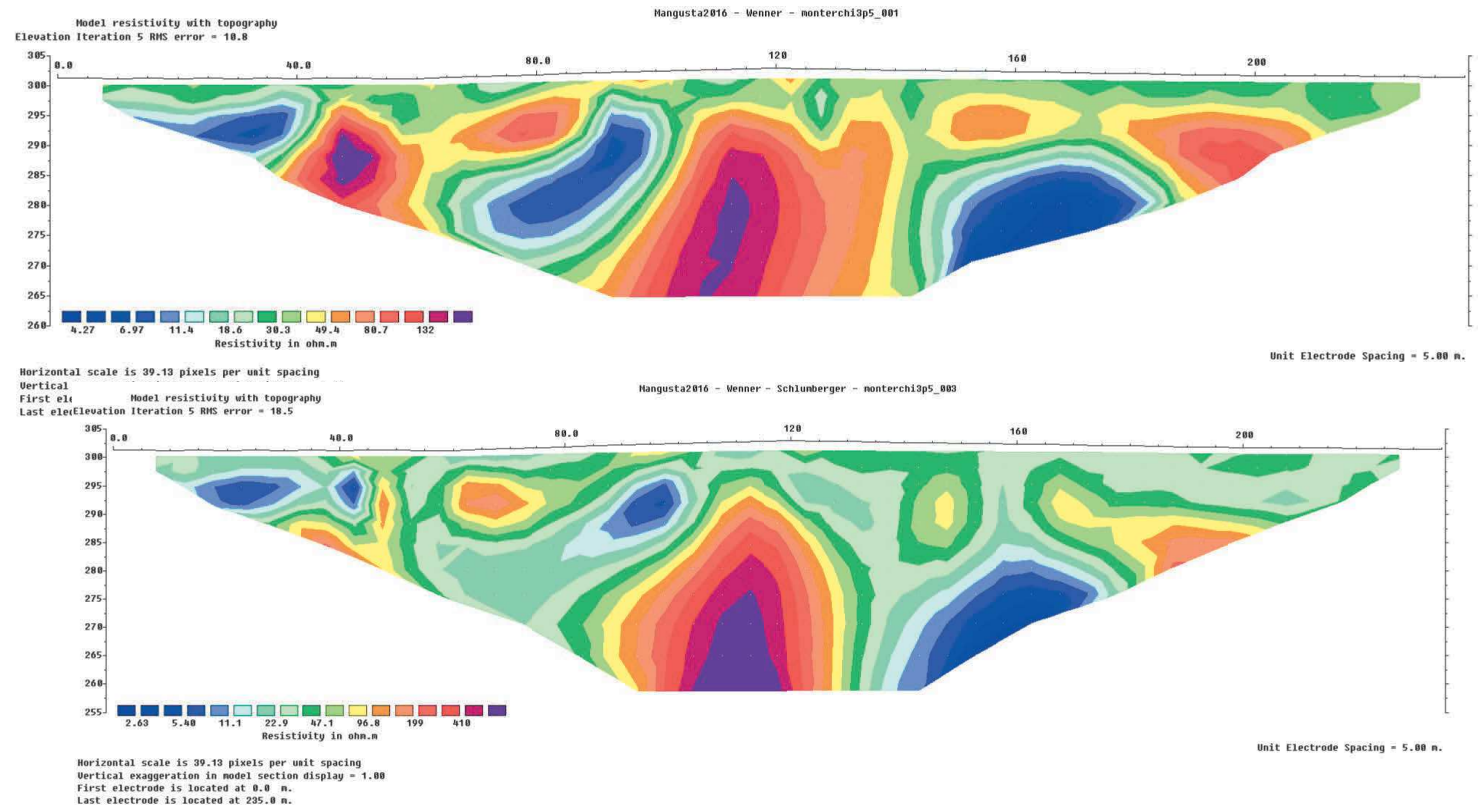 Mangusta2016 - Wenner - monterchi3p5_001
Model resistivity with topography
Elevation Iteration 5 RMS error = 10.8
0.0 40.0 80.0 120 160 200
305
300
295
290
285
280
275
270
265
260
4.27 6.97 11.4 18.6 30.3 49.4 80.7 132
Resistivity in ohm.m
Unit Electrode Spacing = 5.00 m.
Horizontal scale is 39.13 pixels per unit spacing
Vertical
First ele
Last elec
Mangusta2016 - Wenner - Schlumberger - monterchi3p5_003
Model resistivity with topography
Elevation Iteration 5 RMS error = 18.5
0.0 40.0 80.0 120 160 200
305
300
295
290
285
280
275
270
265
260
255
2.63 5.40 11.1 22.9 47.1 96.8 199 410
Resistivity in ohm.m
Unit Electrode Spacing = 5.00 m.
Horizontal scale is 39.13 pixels per unit spacing
Vertical exaggeration in model section display = 1.00
First electrode is located at 0.0 m.
Last electrode is located at 235.0 m.